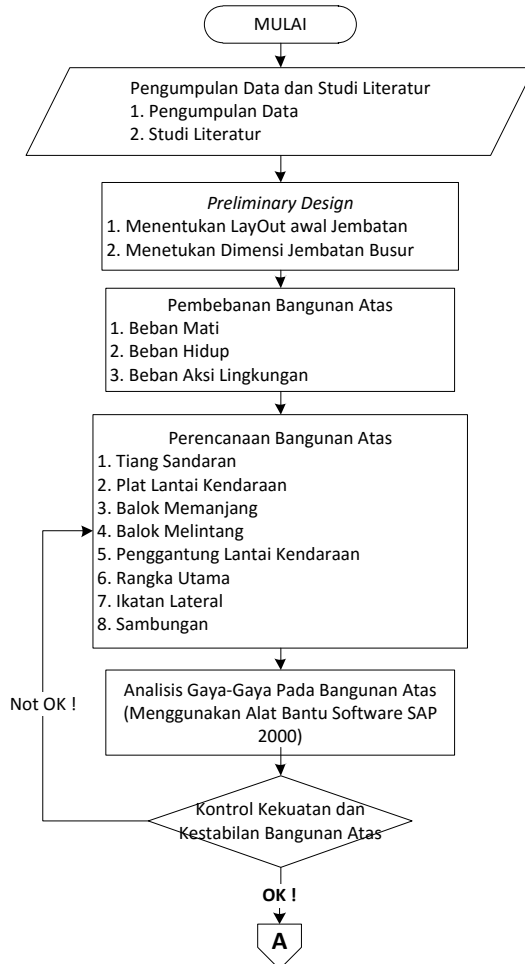 MULAI
Pengumpulan Data dan Studi Literatur
1. Pengumpulan Data
2. Studi Literatur
Preliminary Design
1. Menentukan LayOut awal Jembatan
2. Menetukan Dimensi Jembatan Busur
Pembebanan Bangunan Atas
1. Beban Mati
2. Beban Hidup
3. Beban Aksi Lingkungan
Perencanaan Bangunan Atas
1. Tiang Sandaran
2. Plat Lantai Kendaraan
3. Balok Memanjang
4. Balok Melintang
5. Penggantung Lantai Kendaraan
6. Rangka Utama
7. Ikatan Lateral
8. Sambungan
Analisis Gaya-Gaya Pada Bangunan Atas
(Menggunakan Alat Bantu Software SAP
2000)
Not OK !
Kontrol Kekuatan dan
Kestabilan Bangunan Atas
OK !
A